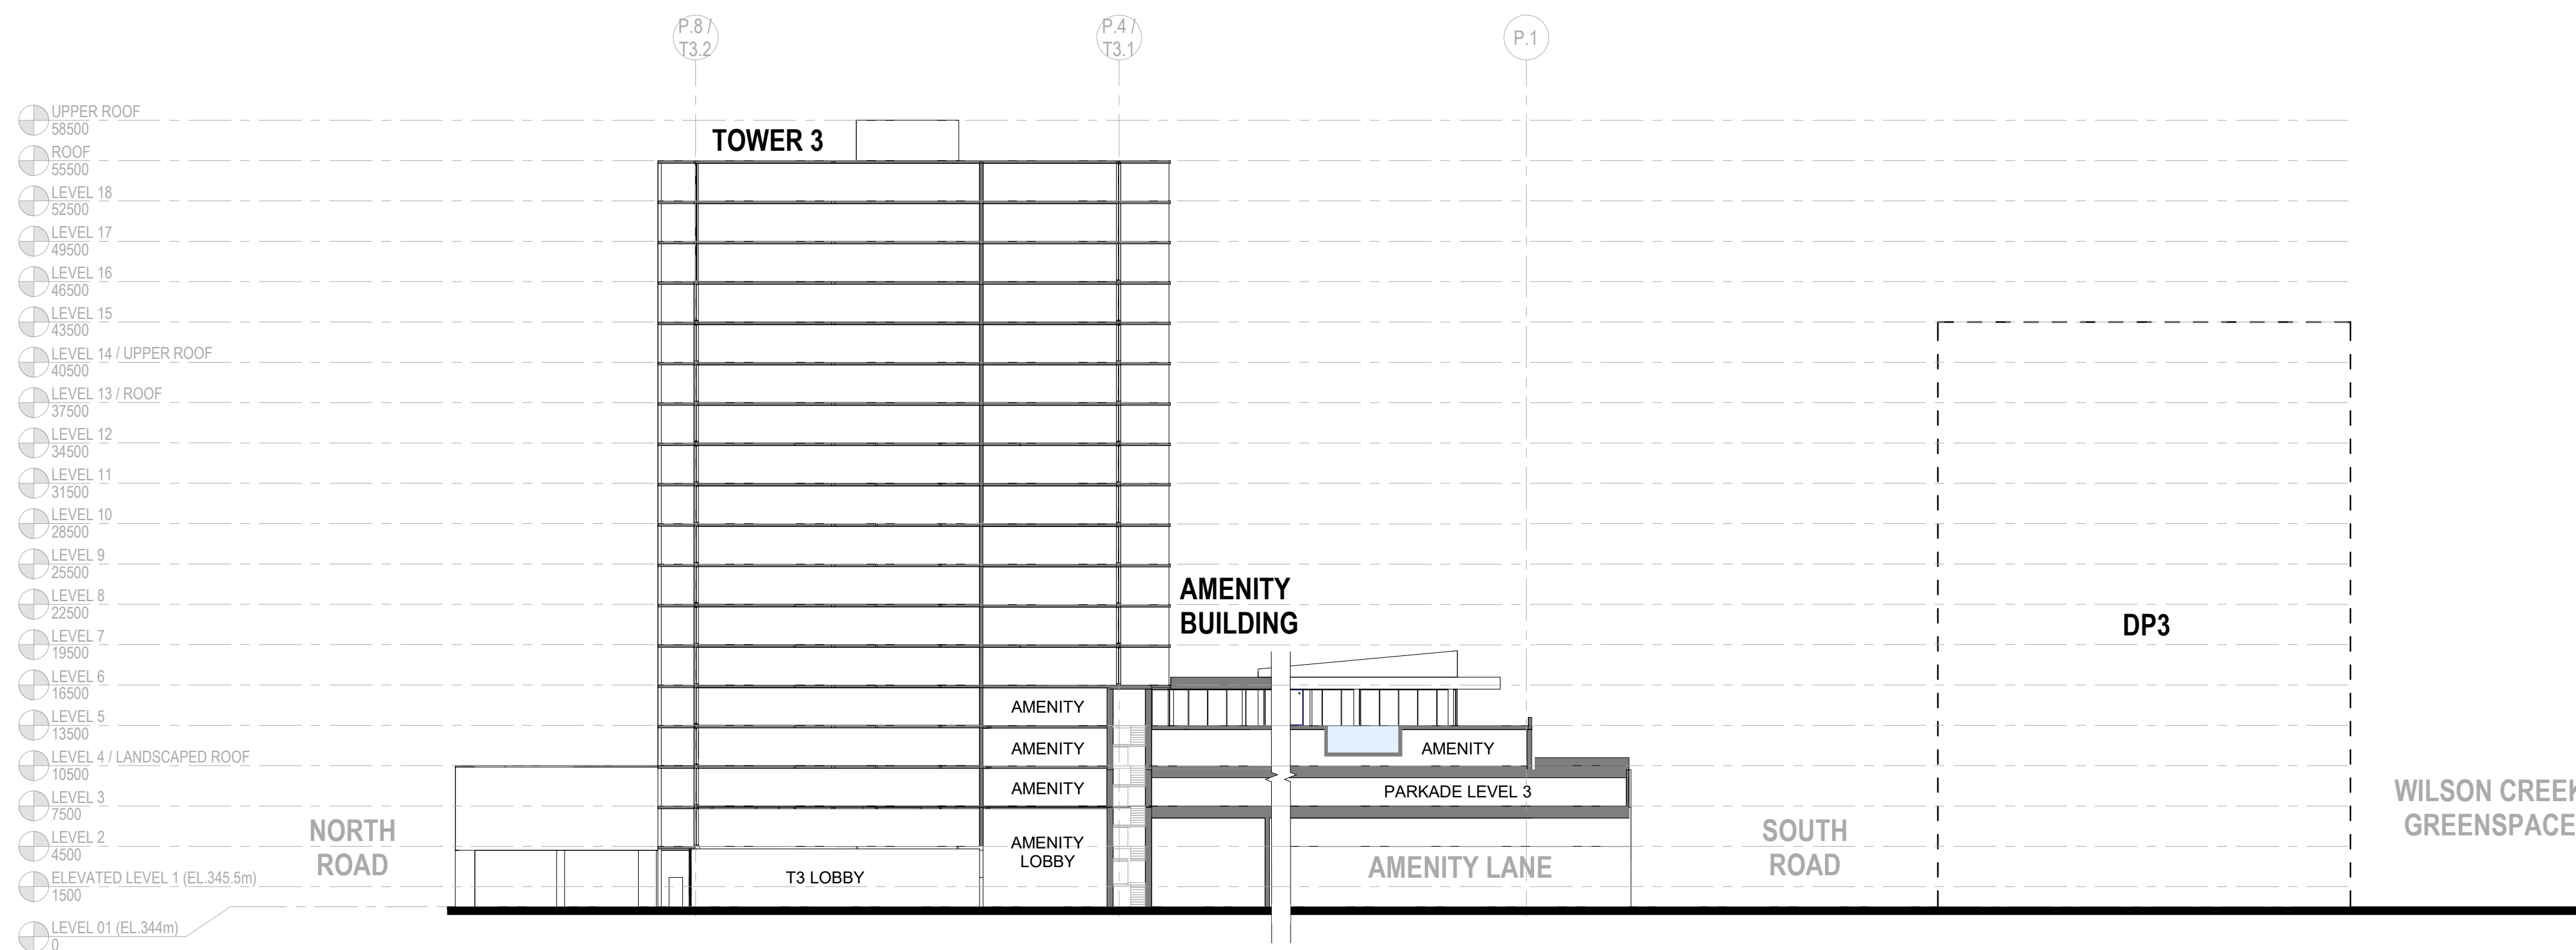 P.8 /
T3.2
P.4 /
T3.1
P.1
UPPER ROOF
58500
ROOF
55500
LEVEL 18
52500
LEVEL 17
49500
LEVEL 16
46500
LEVEL 15
43500
LEVEL 14 / UPPER ROOF
40500
LEVEL 13 / ROOF
37500
LEVEL 12
34500
LEVEL 11
31500
LEVEL 10
28500
LEVEL 9
25500
LEVEL 8
22500
LEVEL 7
19500
LEVEL 6
16500
LEVEL 5
13500
LEVEL 4 / LANDSCAPED ROOF
10500
LEVEL 3
7500
LEVEL 2
4500
ELEVATED LEVEL 1 (EL.345.5m)
1500
LEVEL 01 (EL.344m)
0
TOWER 3
AMENITY
BUILDING
DP3
AMENITY
AMENITY
AMENITY
AMENITY
PARKADE LEVEL 3
AMENITY
LOBBY
T3 LOBBY
NORTH
ROAD
AMENITY LANE
SOUTH
ROAD
WILSON CREEK
GREENSPACE